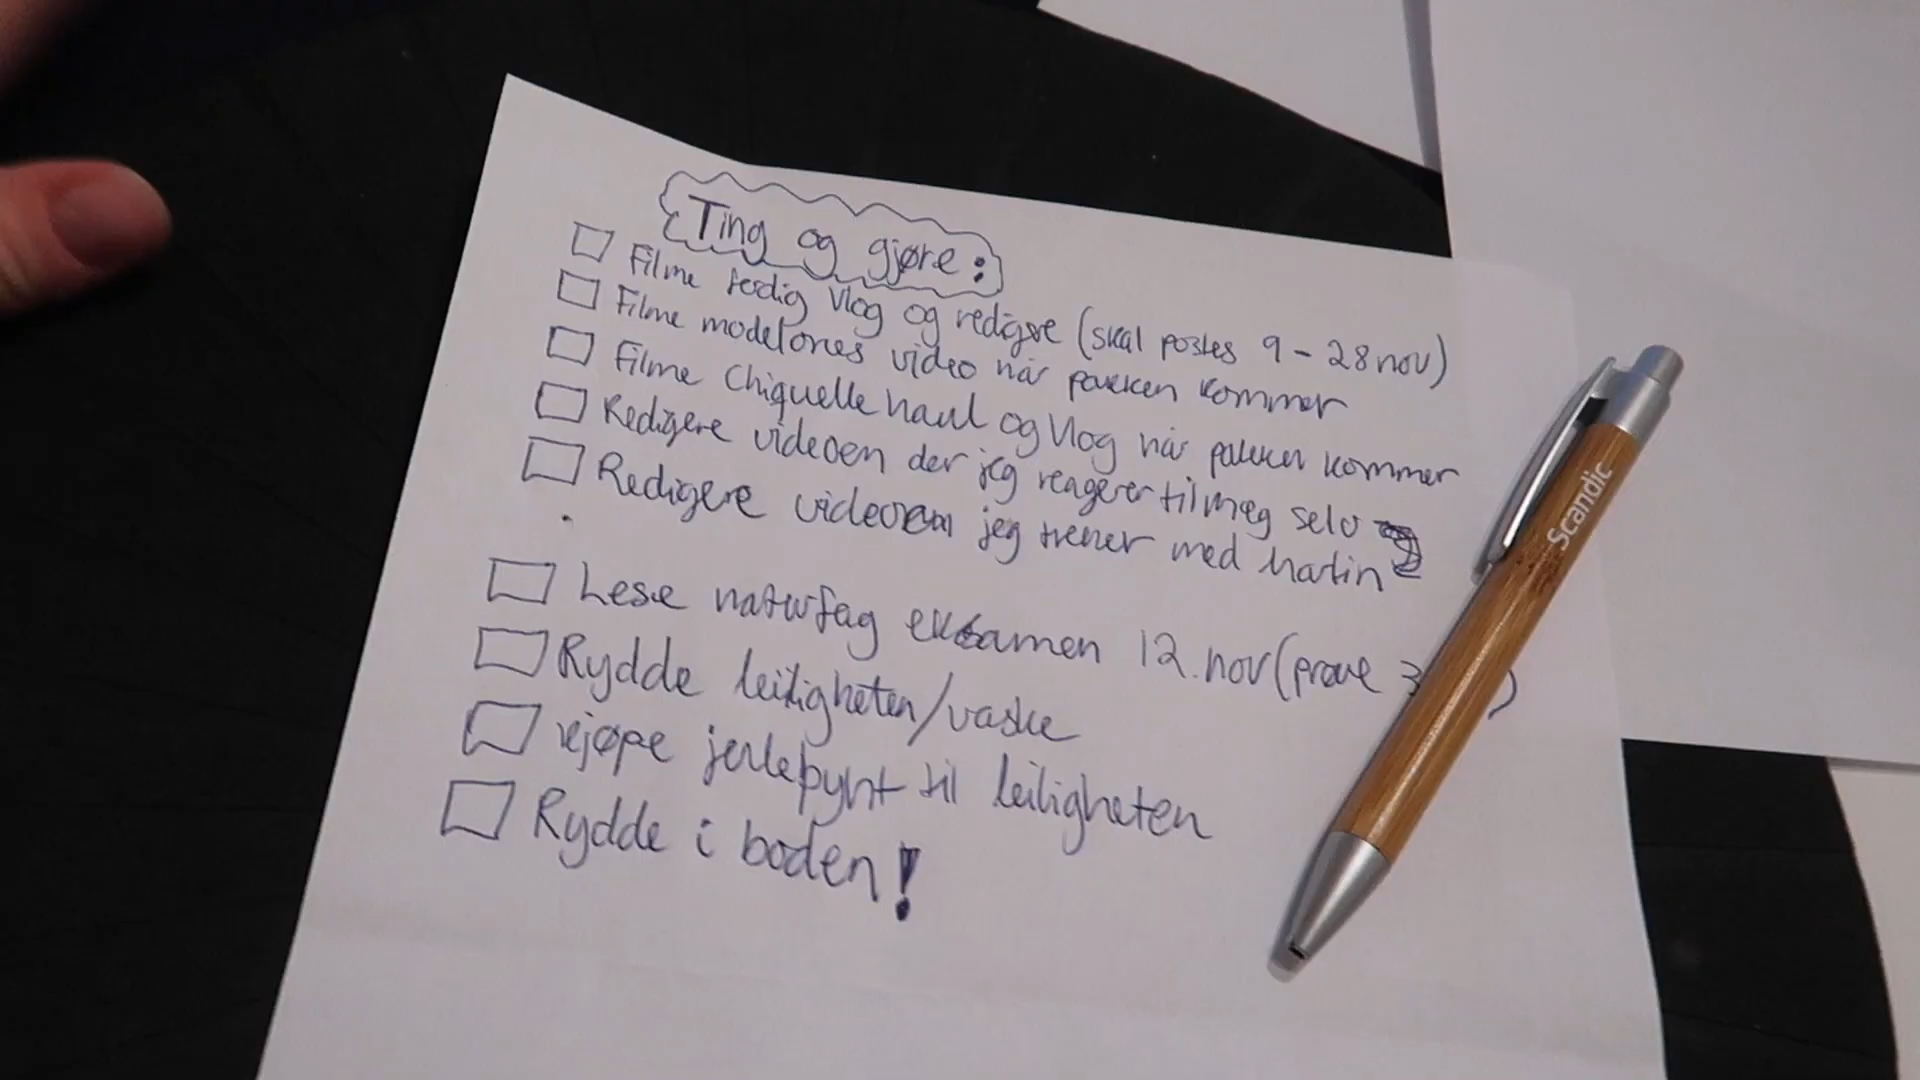 Ting og gjøre:
Filme ferdig Vlog og redigere (skal postes 9 - 28 nov)
Filme modelones video når pakken kommer
Filme Chiquelle haul og Vlog når pakken kommer
Redigere videoen der jeg reagerer til meg selv
Redigere videoen jeg trener med Martin
Lese naturfag eksamen 12. nov (prøve 3
Rydde leiligheten/vaske
kjøpe julepynt til leiligheten
Rydde i boden!
Scandic